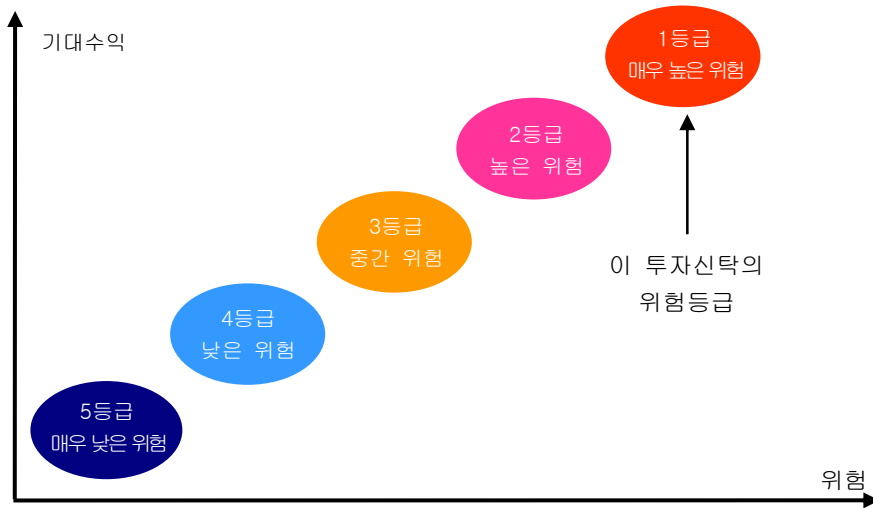 기대수익
1등급
매우 높은 위험
2등급
높은 위험
3등급
중간 위험
이 투자신탁의
위험등급
4등급
낮은 위험
5등급
매우 낮은 위험
위험